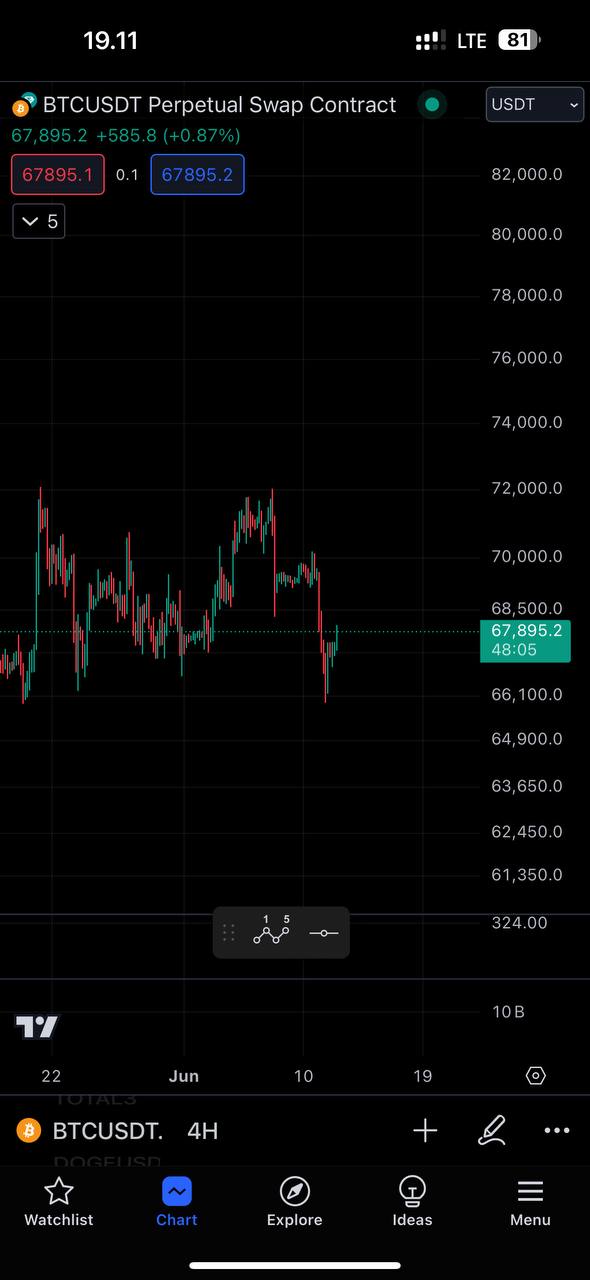 19.11
LTE 81
BTCUSDT Perpetual Swap Contract
USDT
67,895.2 +585.8 (+0.87%)
67895.1 0.1 67895.2
5
82,000.0
80,000.0
78,000.0
76,000.0
74,000.0
72,000.0
70,000.0
68,500.0
67,895.2
48:05
66,100.0
64,900.0
63,650.0
62,450.0
61,350.0
324.00
1 5
10B
22 Jun 10 19
TOTAL3
BTCUSDT. 4H
DOGEUSD
Watchlist Chart Explore Ideas Menu